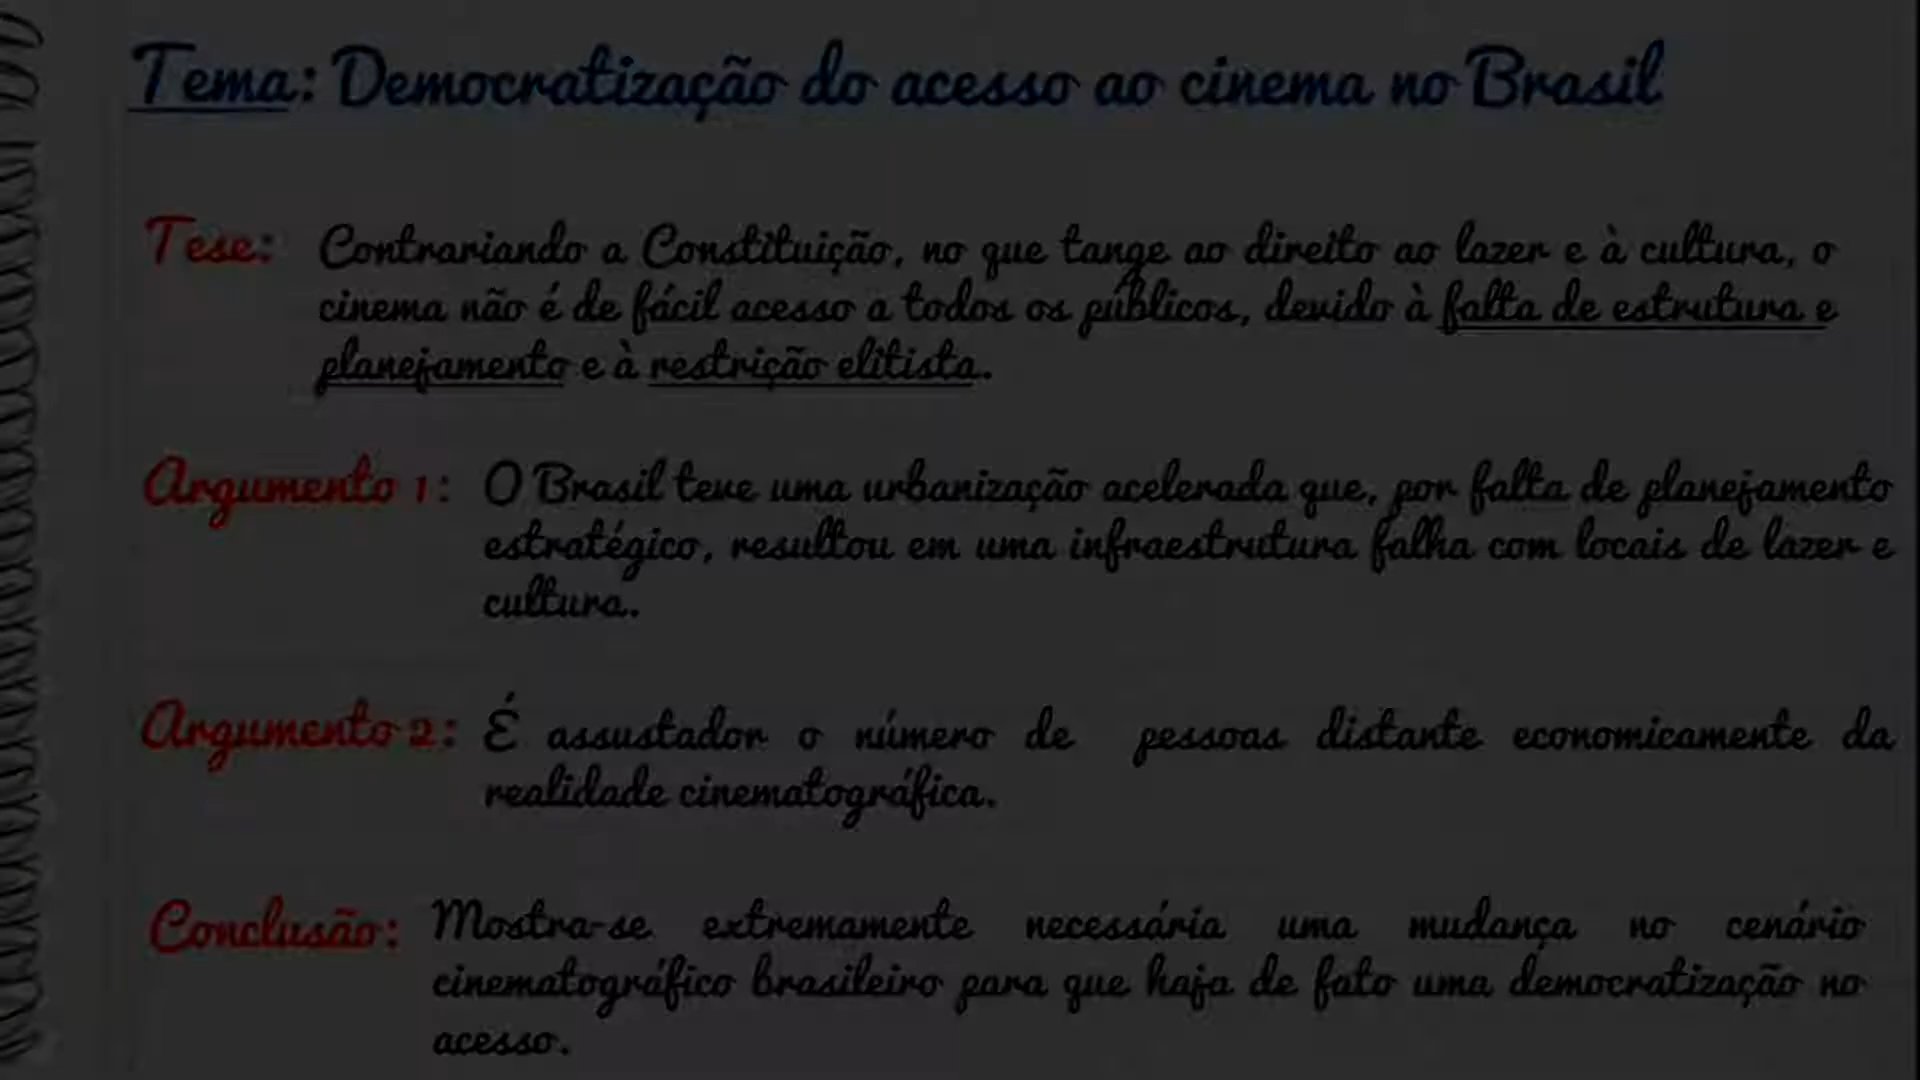 Tema: Democratização do acesso ao cinema no Brasil
Tese: Contrariando a Constituição, no que tange ao direito ao lazer e à cultura, o
cinema não é de fácil acesso a todos os públicos, devido à falta de estrutura e
planejamento e à restrição elitista.
Argumento 1: O Brasil teve uma urbanização acelerada que, por falta de planejamento
estratégico, resultou em uma infraestrutura falha com locais de lazer e
cultura.
Argumento 2: É assustador o número de pessoas distante economicamente da
realidade cinematográfica.
Conclusão: Mostra-se extremamente necessária uma mudança no cenário
cinematográfico brasileiro para que haja de fato uma democratização no
acesso.